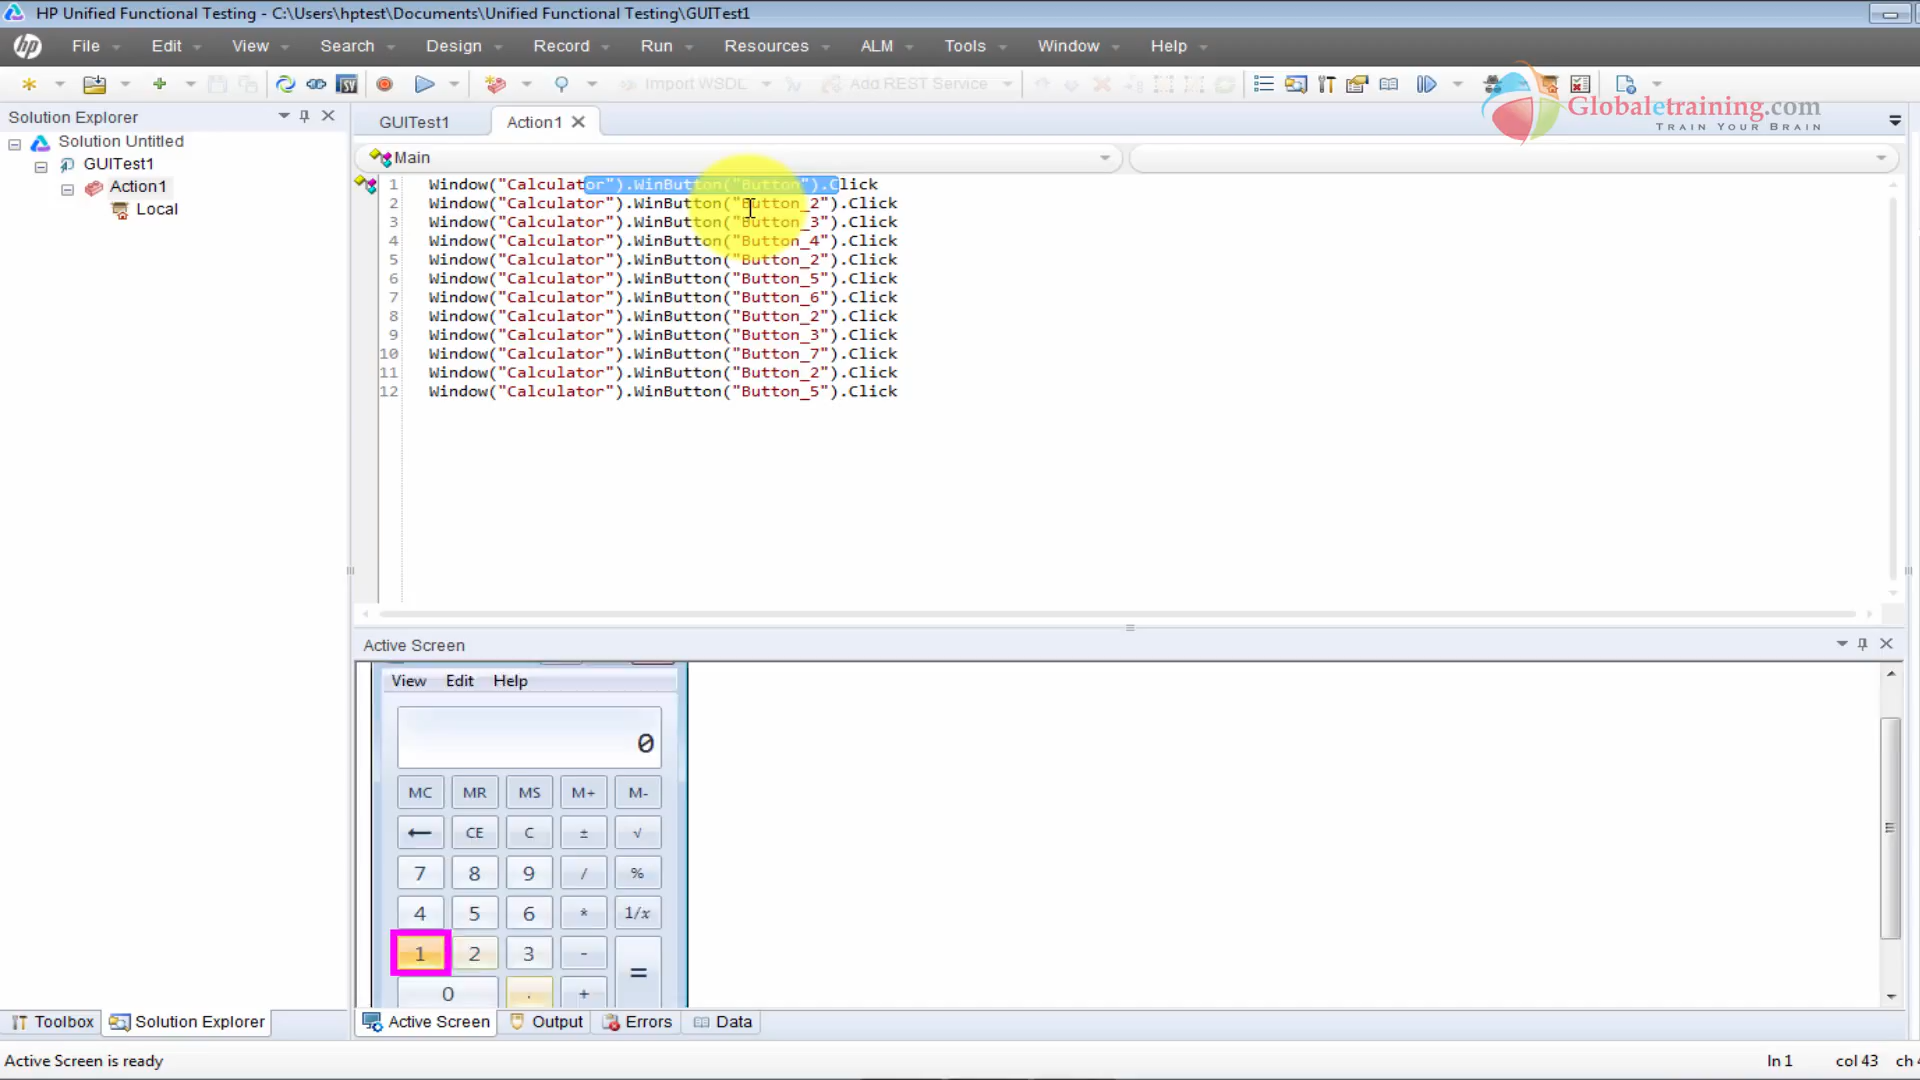 HP Unified Functional Testing - C:\Users\hptest\Documents\Unified Functional Testing\GUITest1
hp File Edit View Search Design Record Run Resources ALM Tools Window Help
SV Import WSDL Add REST Service
Globaletraining.com
TRAIN YOUR BRAIN
Solution Explorer
Solution Untitled
GUITest1
Action1
Local
GUITest1 Action1
Main
1 Window("Calculator").WinButton("Button").Click
2 Window("Calculator").WinButton("Button_2").Click
3 Window("Calculator").WinButton("Button_3").Click
4 Window("Calculator").WinButton("Button_4").Click
5 Window("Calculator").WinButton("Button_2").Click
6 Window("Calculator").WinButton("Button_5").Click
7 Window("Calculator").WinButton("Button_6").Click
8 Window("Calculator").WinButton("Button_2").Click
9 Window("Calculator").WinButton("Button_3").Click
10 Window("Calculator").WinButton("Button_7").Click
11 Window("Calculator").WinButton("Button_2").Click
12 Window("Calculator").WinButton("Button_5").Click
Active Screen
View Edit Help
0
MC MR MS M+ M-
← CE C ± √
7 8 9 / %
4 5 6 * 1/x
1 2 3 - =
0 . +
Toolbox Solution Explorer
Active Screen Output Errors Data
Active Screen is ready
ln 1 col 43 ch 4